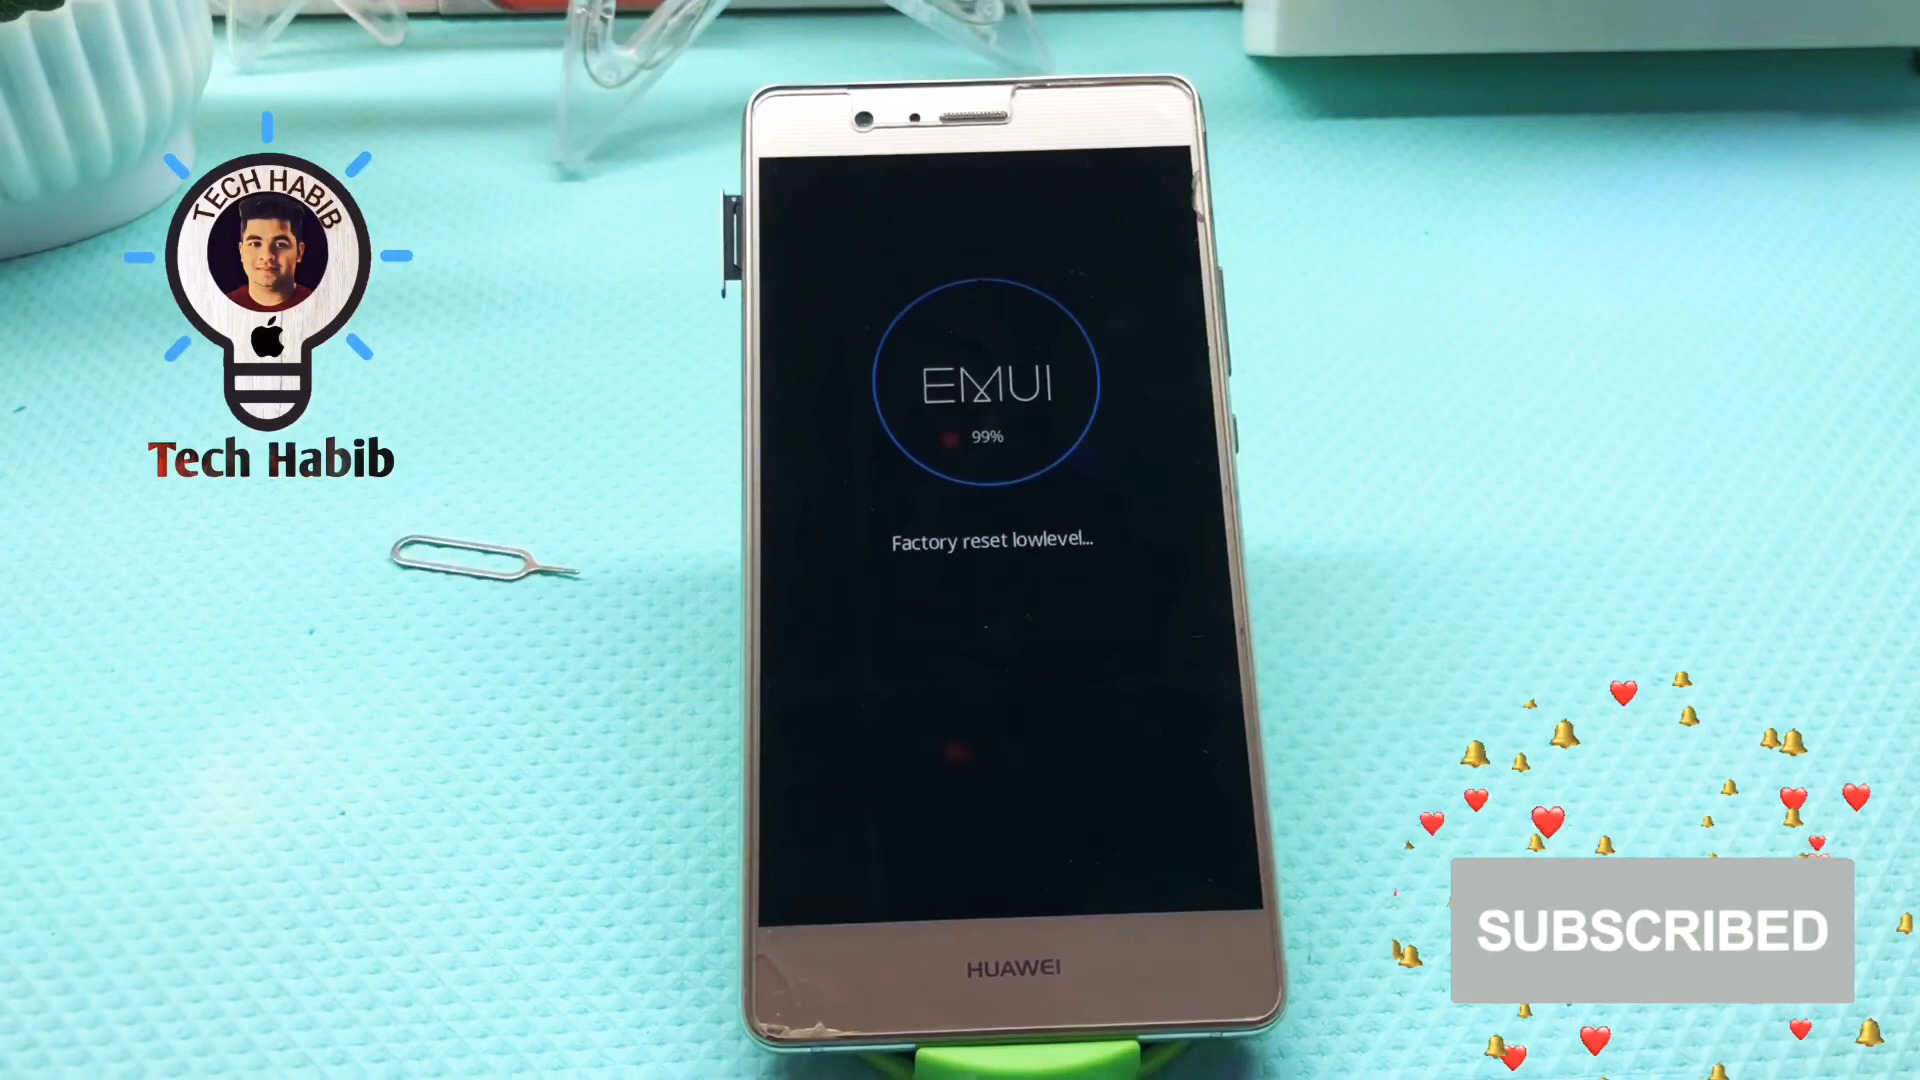 TECH HABIB
Tech Habib
EMUI
99%
Factory reset lowlevel...
HUAWEI
SUBSCRIBED